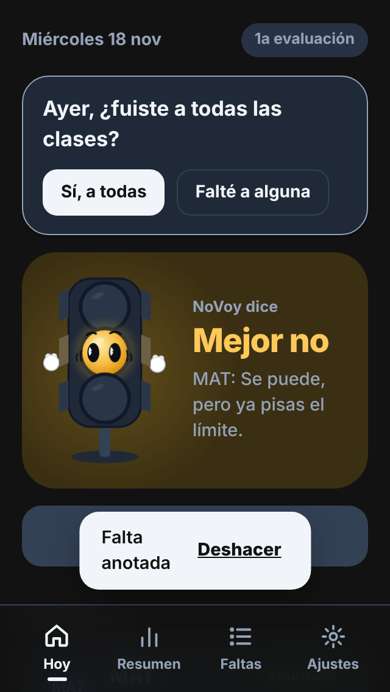 Miércoles 18 nov
1a evaluación
Ayer, ¿fuiste a todas las
clases?
Sí, a todas
Falté a alguna
NoVoy dice
Mejor no
MAT: Se puede,
pero ya pisas el
límite.
Falta
anotada
Deshacer
Hoy
Resumen
Faltas
Ajustes